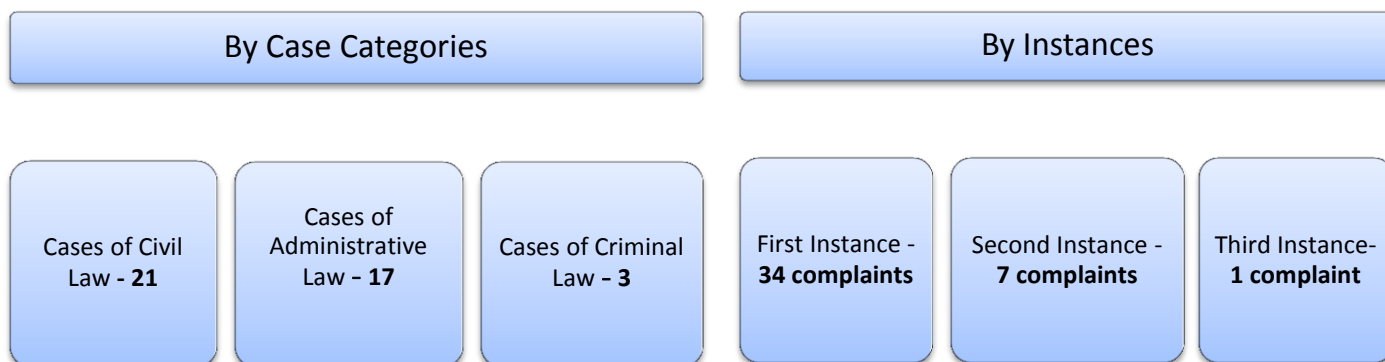 By Case Categories
By Instances
Cases of Civil
Law - 21
Cases of
Administrative
Law – 17
Cases of Criminal
Law – 3
First Instance -
34 complaints
Second Instance -
7 complaints
Third Instance-
1 complaint